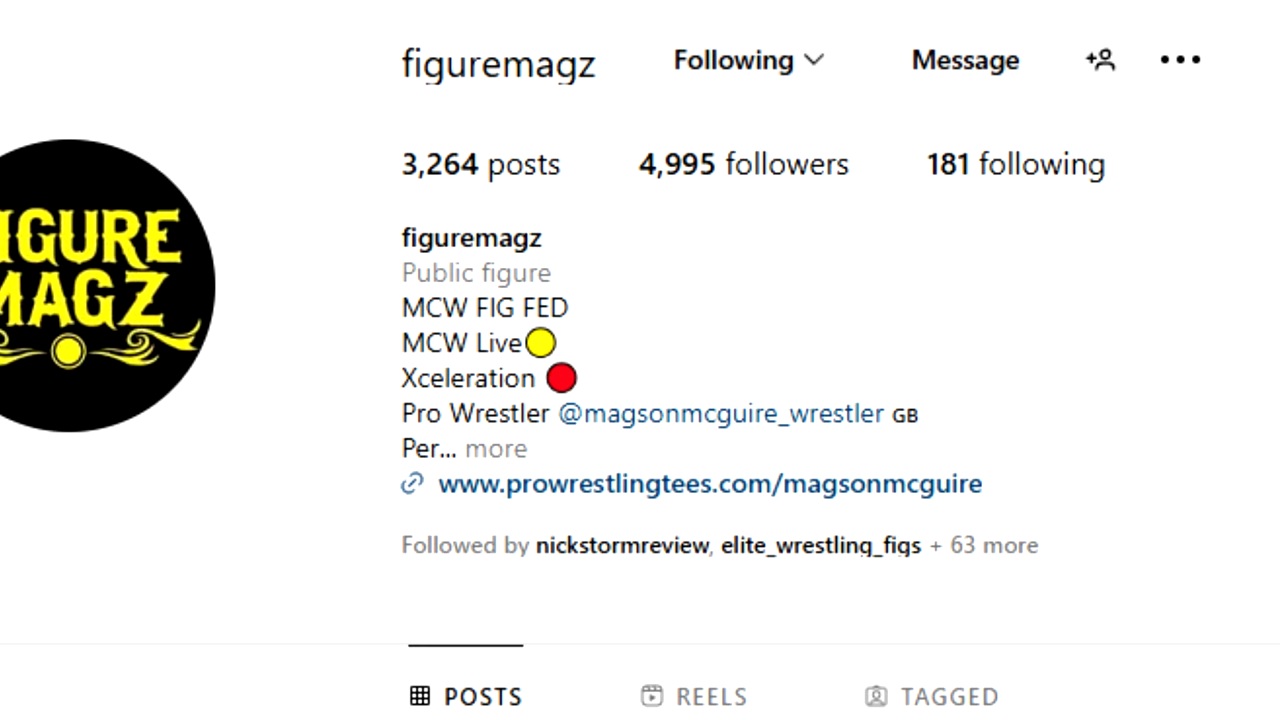 figuremagz Following Message
3,264 posts 4,995 followers 181 following
IGURE
MAGZ
figuremagz
Public figure
MCW FIG FED
MCW Live
Xceleration
Pro Wrestler @magsonmcguire_wrestler GB
Per... more
www.prowrestlingtees.com/magsonmcguire
Followed by nickstormreview, elite_wrestling_figs + 63 more
POSTS REELS TAGGED